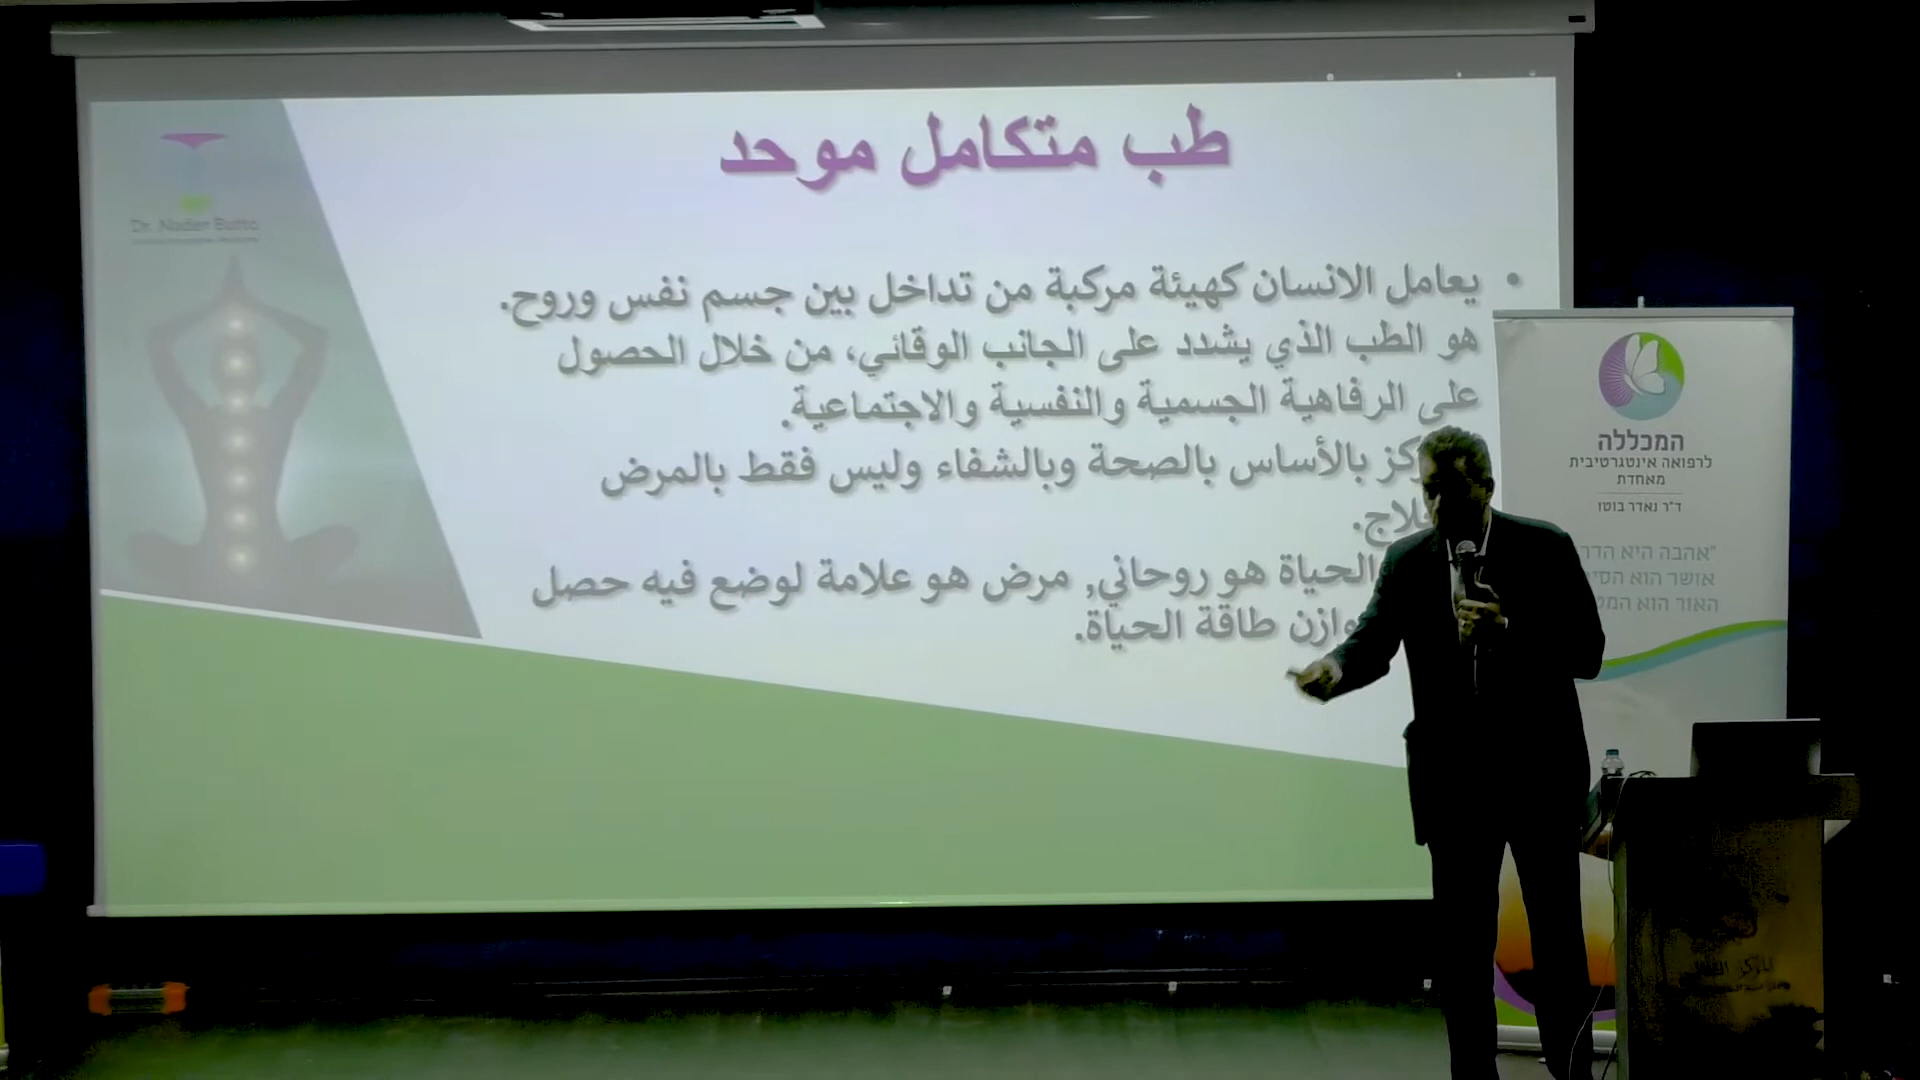 طب متكامل موحد
Dr. Nader Butto
• يعامل الانسان كهيئة مركبة من تداخل بين جسم نفس وروح.
هو الطب الذي يشدد على الجانب الوقائي، من خلال الحصول
على الرفاهية الجسمية والنفسية والاجتماعية.
بالأساس بالصحة وبالشفاء وليس فقط بالمرض
الحياة هو روحاني, مرض هو علامة لوضع فيه حصل
طاقة الحياة.
המכללה
לרפואה אינטגרטיבית
מאחדת
ד״ר נאדר בוטו
"אהבה היא
אושר הוא
האור הוא